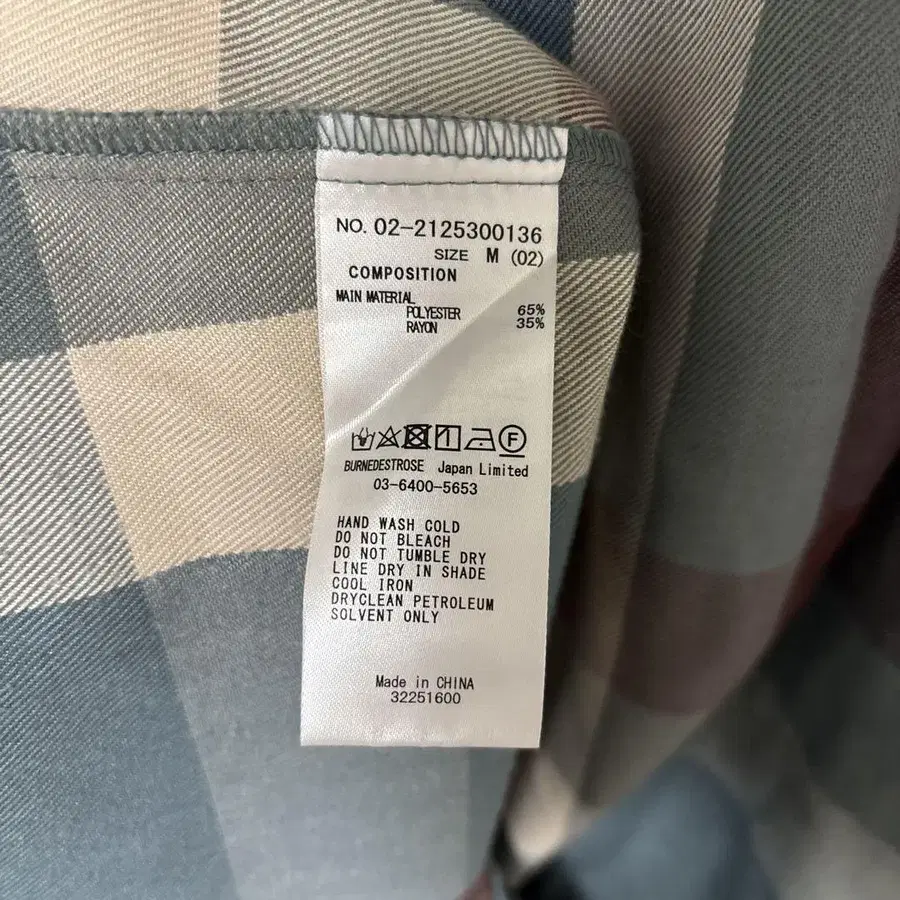 NO. 02-2125300136
SIZE M (02)
COMPOSITION
MAIN MATERIAL
POLYESTER 65%
RAYON 35%
F
BURNEDESTROSE Japan Limited
03-6400-5653
HAND WASH COLD
DO NOT BLEACH
DO NOT TUMBLE DRY
LINE DRY IN SHADE
COOL IRON
DRYCLEAN PETROLEUM
SOLVENT ONLY
Made in CHINA
32251600